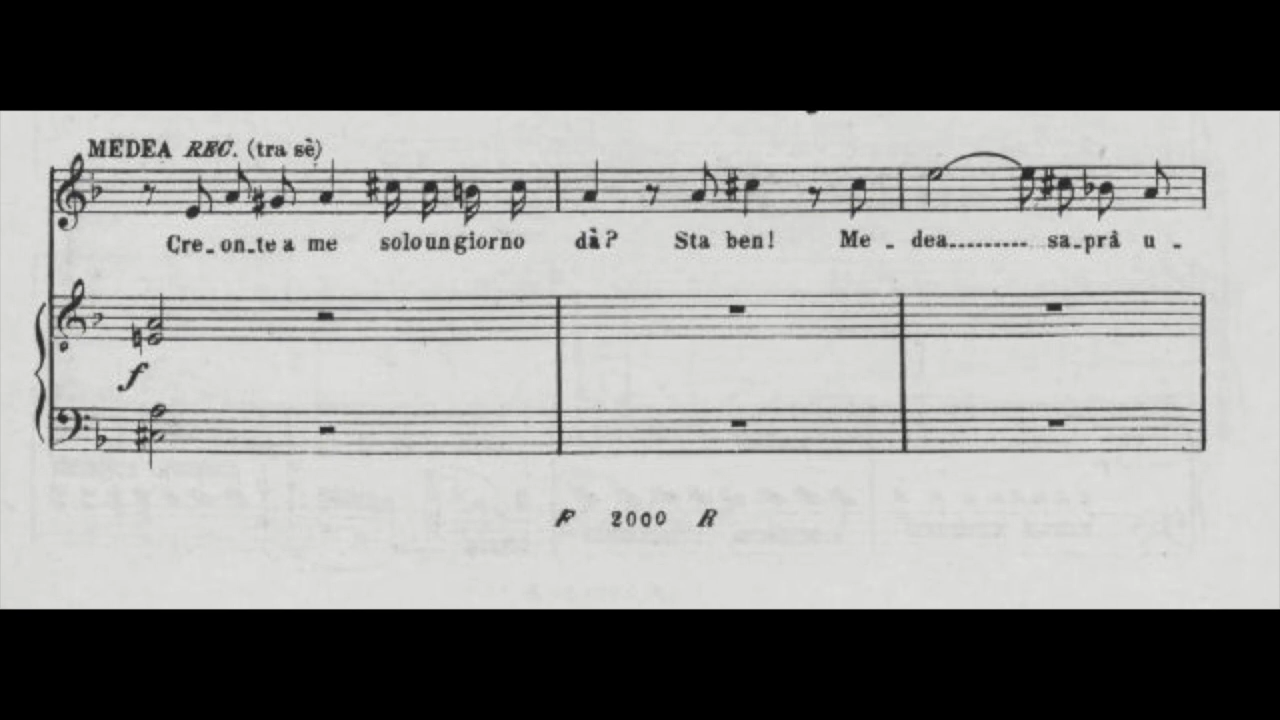 MEDEA REC. (tra sè)
Cre_on_te a me solo un giorno dà? Sta ben! Me_dea......... sa_prà u_
f
F 2000 R